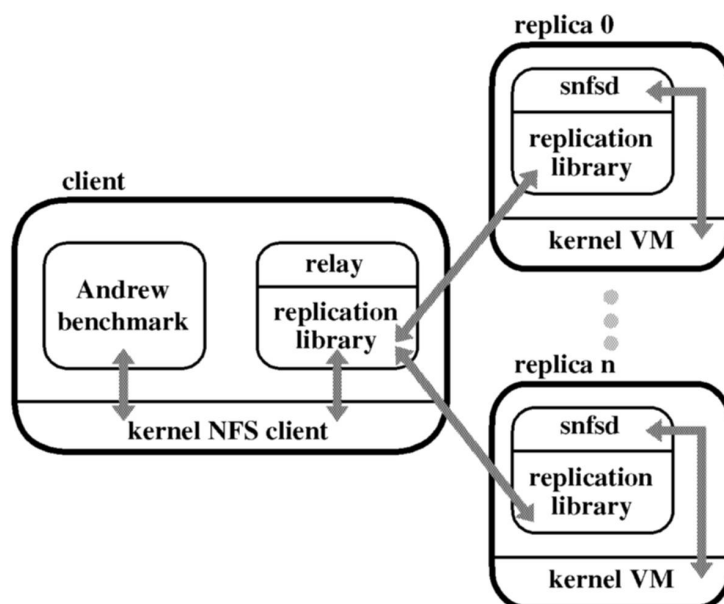 replica 0
snfsd
replication
library
kernel VM
client
Andrew
benchmark
relay
replication
library
kernel NFS client
replica n
snfsd
replication
library
kernel VM